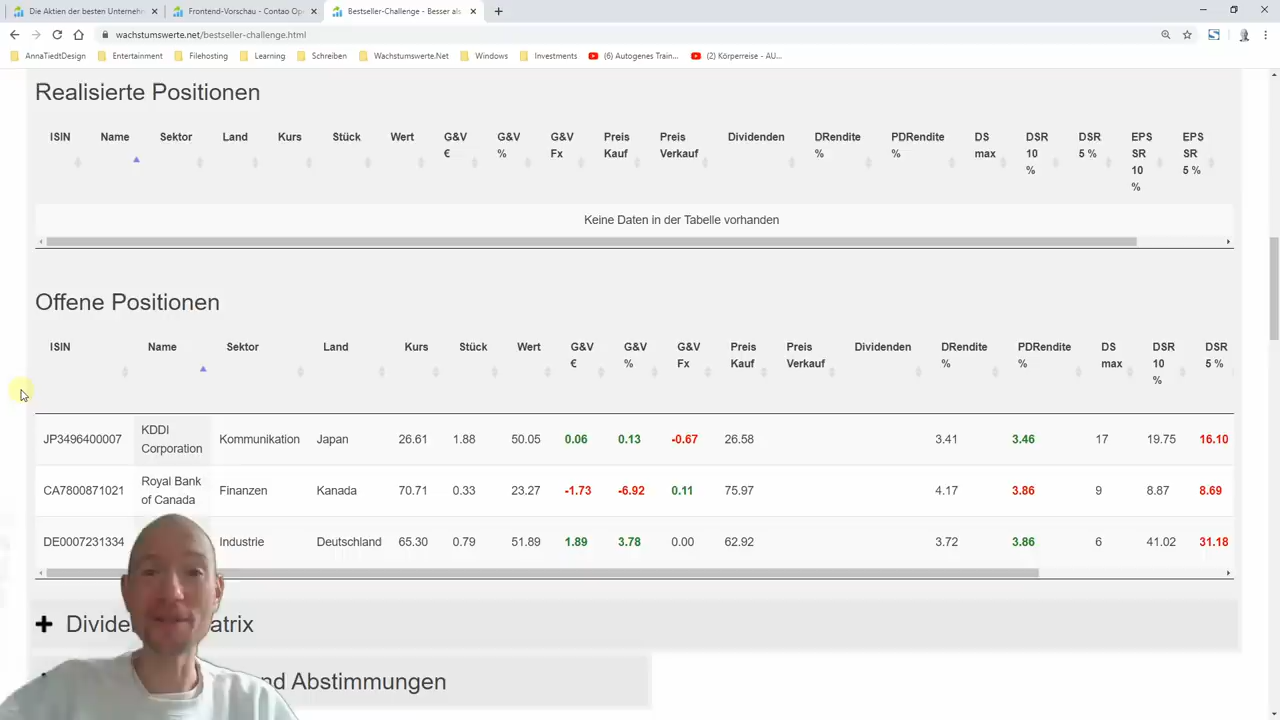 Die Aktien der besten Unternehm
Frontend-Vorschau - Contao Op
Bestseller-Challenge - Besser als
wachstumswerte.net/bestseller-challenge.html
AnnaTiedtDesign Entertainment Filehosting Learning Schreiben Wachstumswerte.Net Windows Investments (6) Autogenes Train... (2) Körperreise - AU...
Realisierte Positionen
ISIN Name Sektor Land Kurs Stück Wert G&V € G&V % G&V Fx Preis Kauf Preis Verkauf Dividenden DRendite % PDRendite % DS max DSR 10 % DSR 5 % EPS SR 10 % EPS SR 5 %
Keine Daten in der Tabelle vorhanden
Offene Positionen
ISIN Name Sektor Land Kurs Stück Wert G&V € G&V % G&V Fx Preis Kauf Preis Verkauf Dividenden DRendite % PDRendite % DS max DSR 10 % DSR 5 %
JP3496400007 KDDI Corporation Kommunikation Japan 26.61 1.88 50.05 0.06 0.13 -0.67 26.58 3.41 3.46 17 19.75 16.10
CA7800871021 Royal Bank of Canada Finanzen Kanada 70.71 0.33 23.27 -1.73 -6.92 0.11 75.97 4.17 3.86 9 8.87 8.69
DE0007231334 Industrie Deutschland 65.30 0.79 51.89 1.89 3.78 0.00 62.92 3.72 3.86 6 41.02 31.18
Divide atrix
nd Abstimmungen